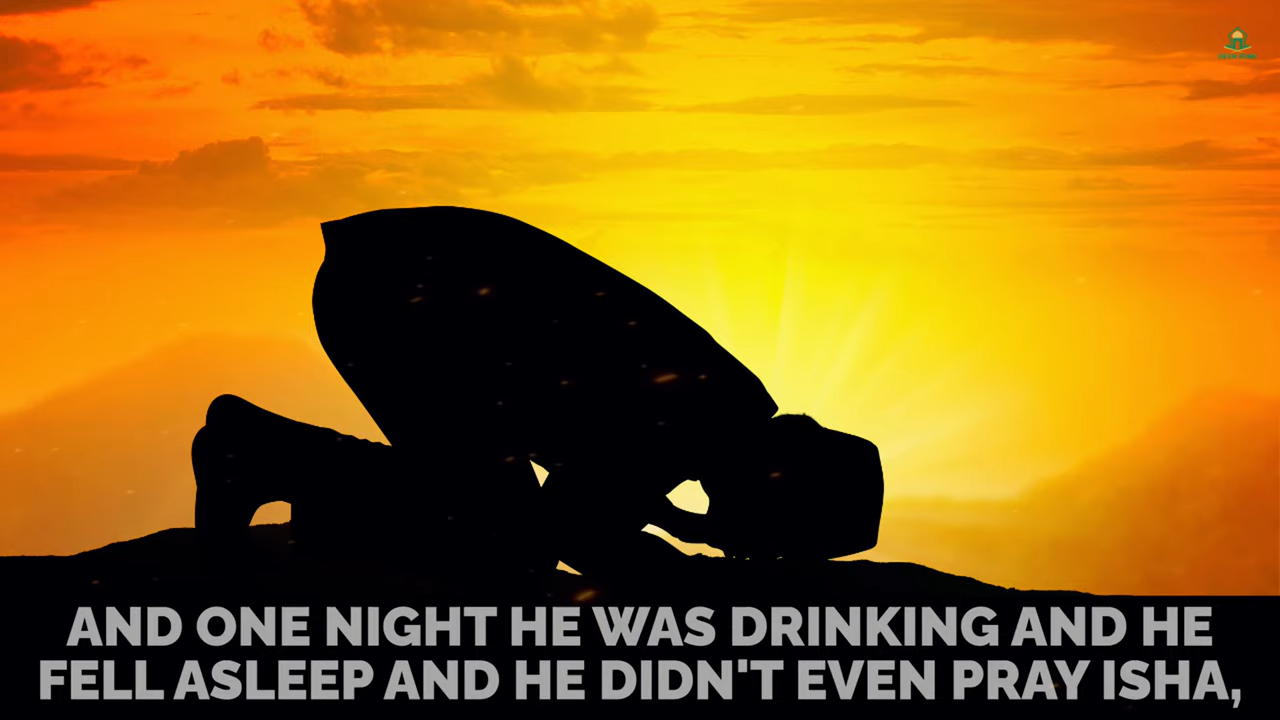 AND ONE NIGHT HE WAS DRINKING AND HE
FELL ASLEEP AND HE DIDN'T EVEN PRAY ISHA,